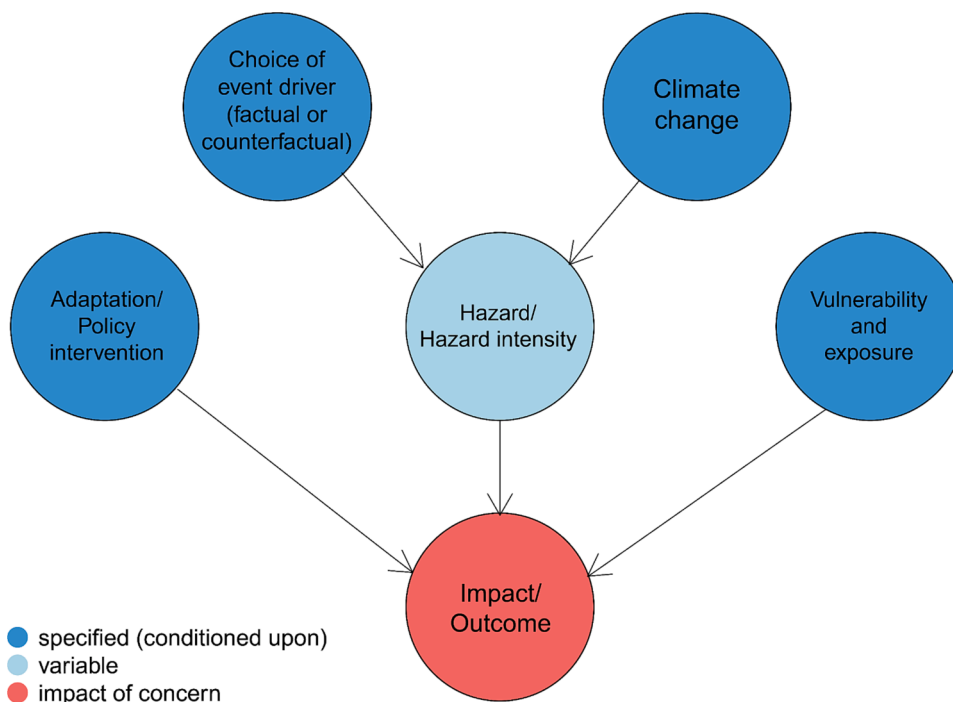 Choice of
event driver
(factual or
counterfactual)
Climate
change
Adaptation/
Policy
intervention
Hazard/
Hazard intensity
Vulnerability
and
exposure
Impact/
Outcome
specified (conditioned upon)
variable
impact of concern